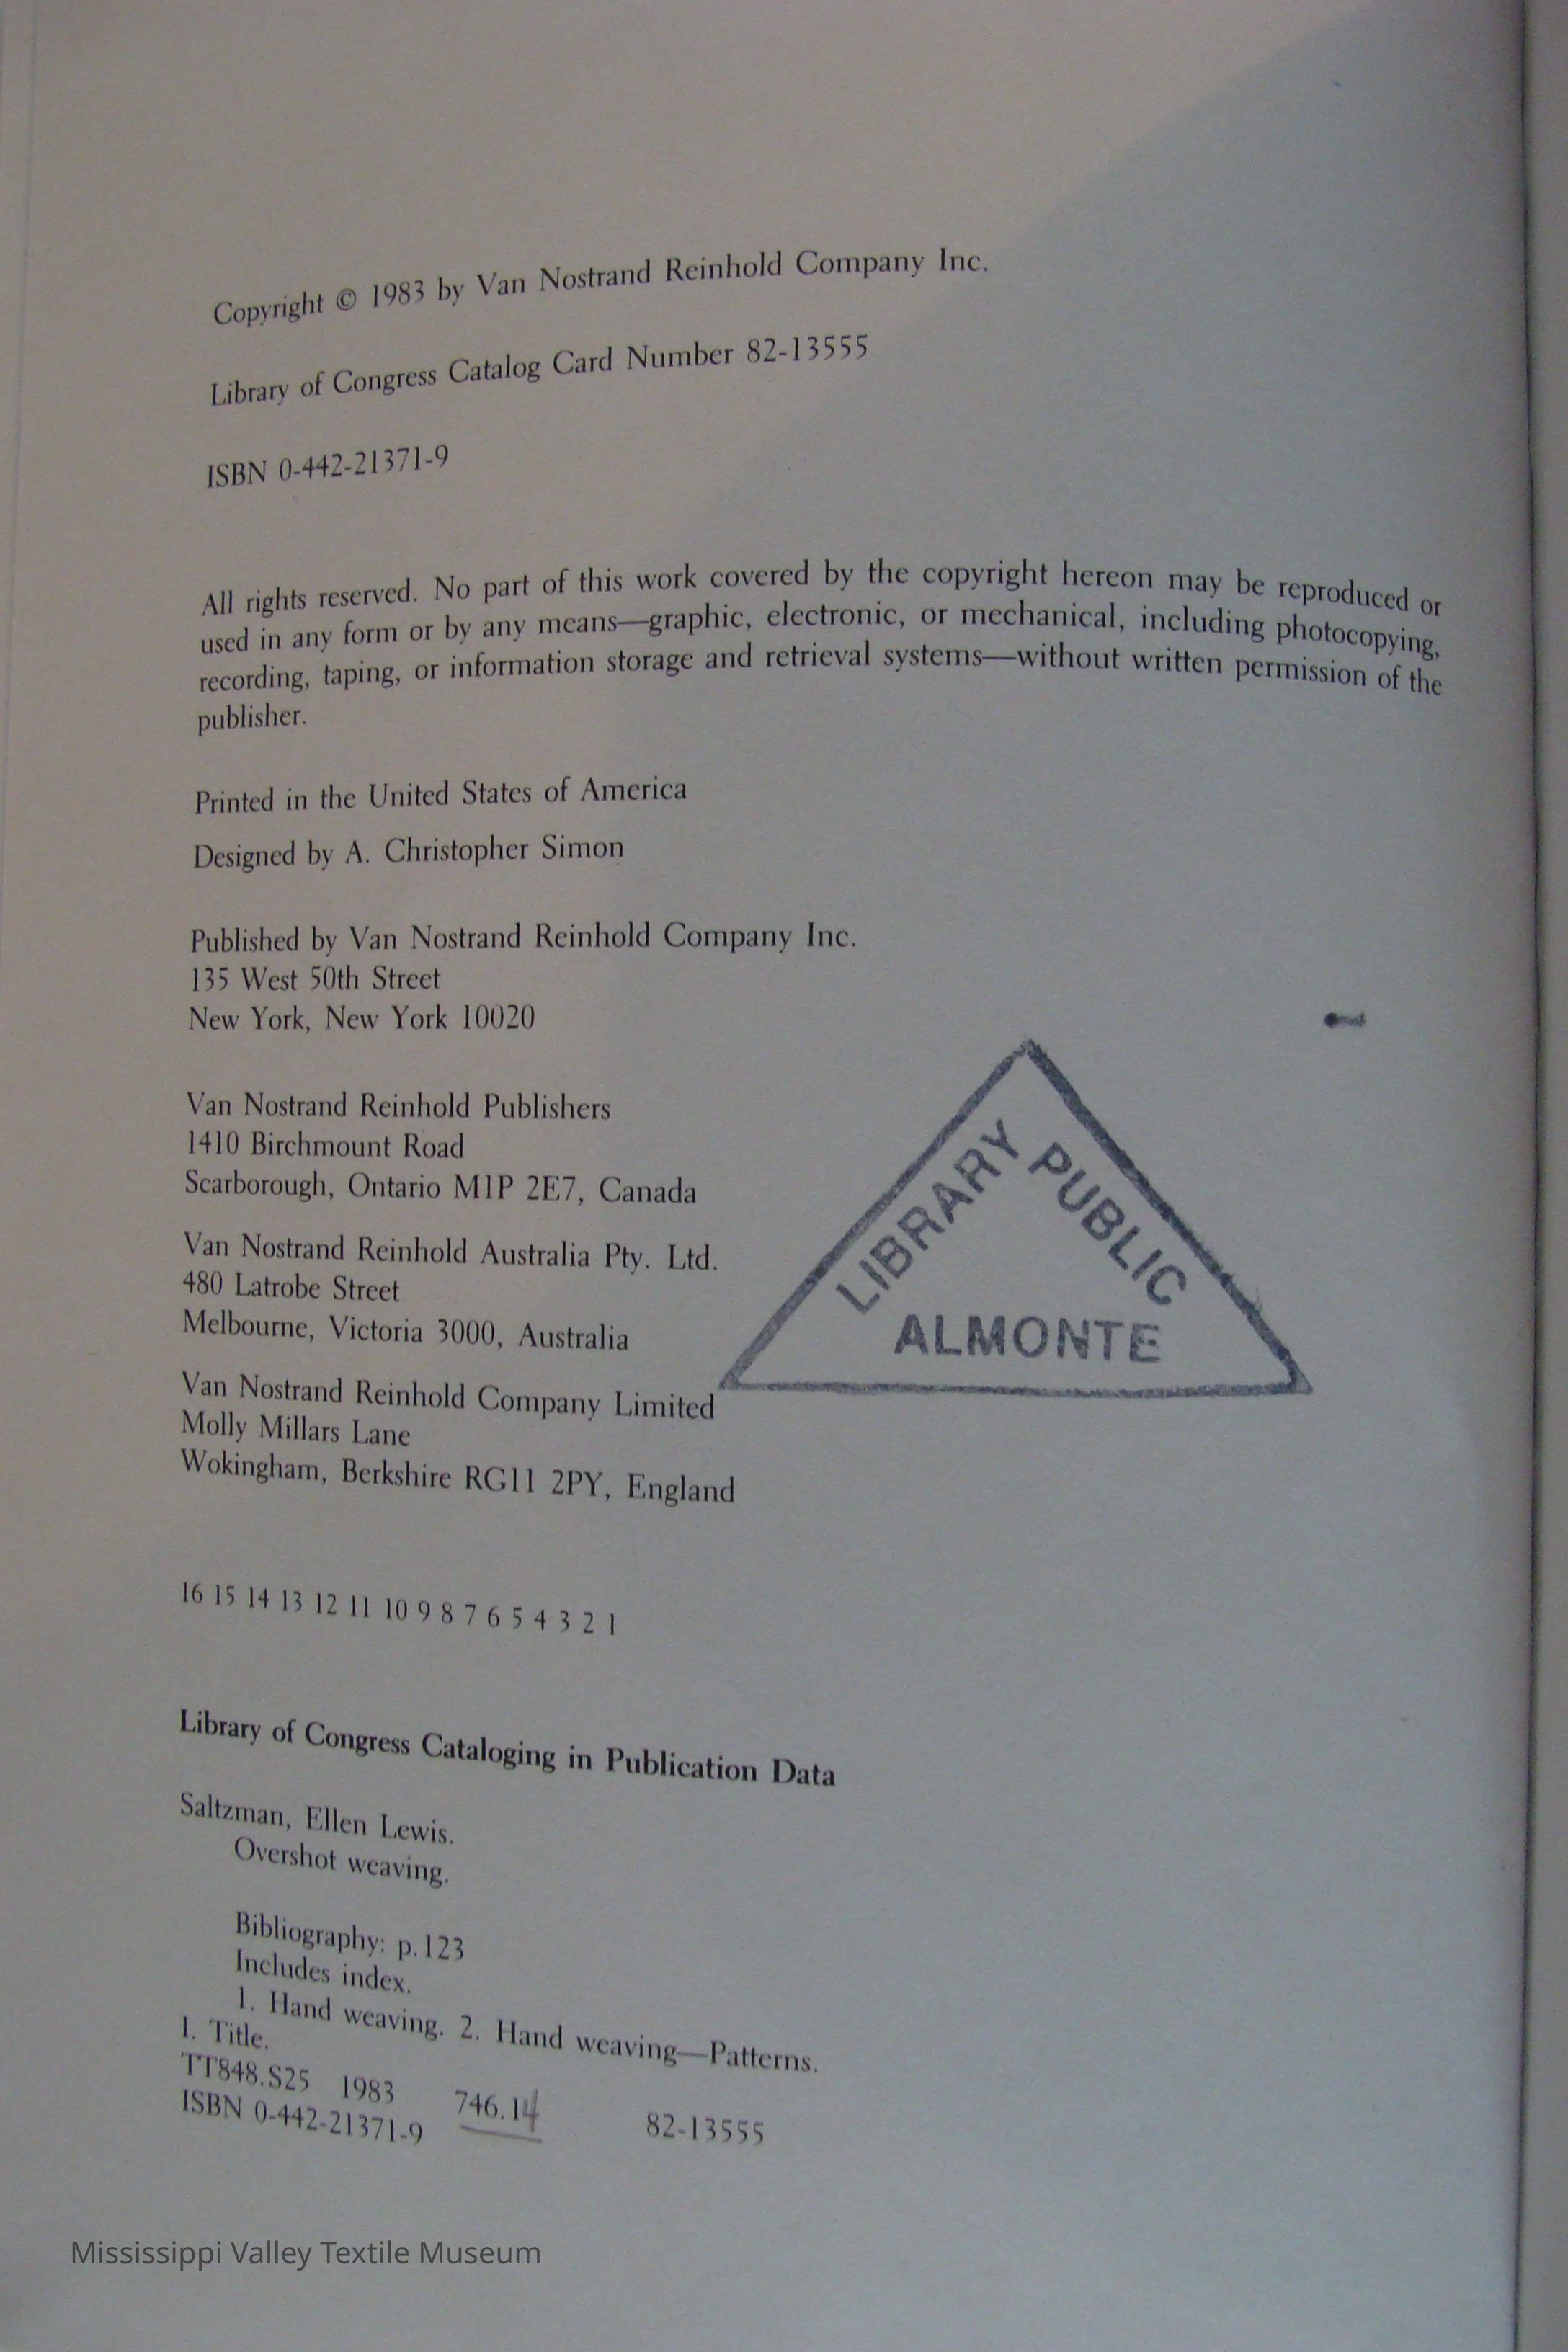 Copyright © 1983 by Van Nostrand Reinhold Company Inc.
Library of Congress Catalog Card Number 82-13555
ISBN 0-442-21371-9
All rights reserved. No part of this work covered by the copyright hereon may be reproduced or
used in any form or by any means—graphic, electronic, or mechanical, including photocopying,
recording, taping, or information storage and retrieval systems—without written permission of the
publisher.
Printed in the United States of America
Designed by A. Christopher Simon
Published by Van Nostrand Reinhold Company Inc.
135 West 50th Street
New York, New York 10020
Van Nostrand Reinhold Publishers
1410 Birchmount Road
Scarborough, Ontario M1P 2E7, Canada
Van Nostrand Reinhold Australia Pty. Ltd.
480 Latrobe Street
Melbourne, Victoria 3000, Australia
Van Nostrand Reinhold Company Limited
Molly Millars Lane
Wokingham, Berkshire RG11 2PY, England
LIBRARY
PUBLIC
ALMONTE
16 15 14 13 12 11 10 9 8 7 6 5 4 3 2 1
Library of Congress Cataloging in Publication Data
Saltzman, Ellen Lewis.
Overshot weaving.
Bibliography: p. 123
Includes index.
1. Hand weaving. 2. Hand weaving—Patterns.
I. Title.
TT848.S25 1983 746.14 82-13555
ISBN 0-442-21371-9
Mississippi Valley Textile Museum